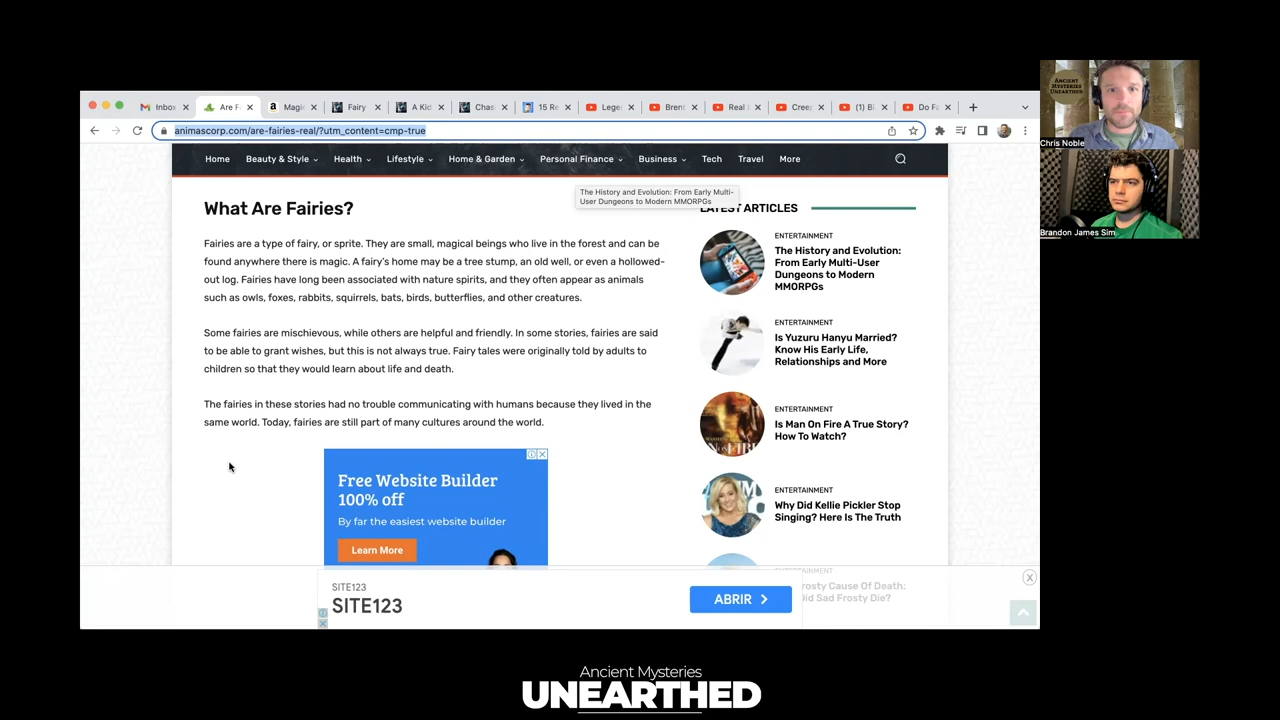 Inbox
Are F
Magic
Fairy
A Kid
Chas
15 Re
Lege
Bren
Real
Cree
(1) Bi
Do Fa
animascorp.com/are-fairies-real/?utm_content=cmp-true
Home Beauty & Style Health Lifestyle Home & Garden Personal Finance Business Tech Travel More
The History and Evolution: From Early Multi-
User Dungeons to Modern MMORPGs
What Are Fairies?
Fairies are a type of fairy, or sprite. They are small, magical beings who live in the forest and can be
found anywhere there is magic. A fairy's home may be a tree stump, an old well, or even a hollowed-
out log. Fairies have long been associated with nature spirits, and they often appear as animals
such as owls, foxes, rabbits, squirrels, bats, birds, butterflies, and other creatures.
Some fairies are mischievous, while others are helpful and friendly. In some stories, fairies are said
to be able to grant wishes, but this is not always true. Fairy tales were originally told by adults to
children so that they would learn about life and death.
The fairies in these stories had no trouble communicating with humans because they lived in the
same world. Today, fairies are still part of many cultures around the world.
Free Website Builder
100% off
By far the easiest website builder
Learn More
LATEST ARTICLES
ENTERTAINMENT
The History and Evolution:
From Early Multi-User
Dungeons to Modern
MMORPGs
ENTERTAINMENT
Is Yuzuru Hanyu Married?
Know His Early Life,
Relationships and More
ENTERTAINMENT
Is Man On Fire A True Story?
How To Watch?
ENTERTAINMENT
Why Did Kellie Pickler Stop
Singing? Here Is The Truth
ENTERTAINMENT
rosty Cause Of Death:
Did Sad Frosty Die?
SITE123
SITE123
ABRIR
ANCIENT
MYSTERIES
UNEARTHED
Chris Noble
Brandon James Sim
Ancient Mysteries
UNEARTHED